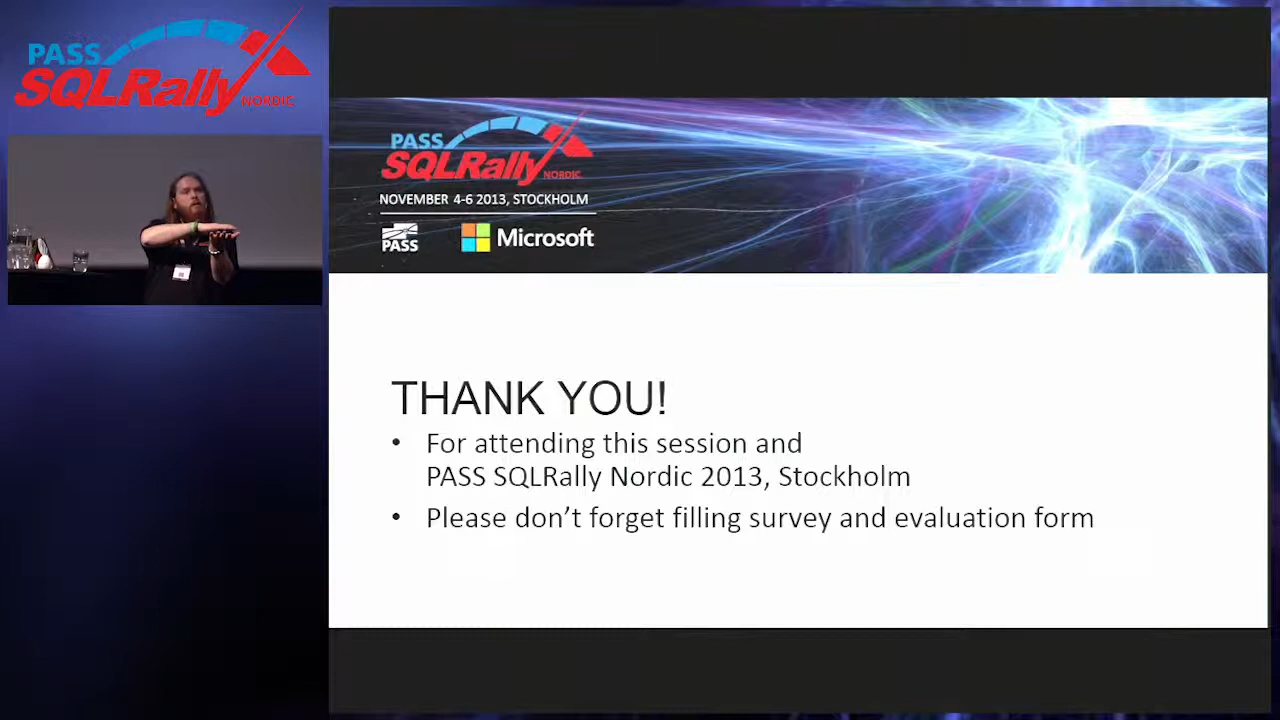 PASS
SQLRally
NORDIC
PASS
SQLRally
NORDIC
NOVEMBER 4-6 2013, STOCKHOLM
PASS
Microsoft
THANK YOU!
• For attending this session and
PASS SQLRally Nordic 2013, Stockholm
• Please don’t forget filling survey and evaluation form